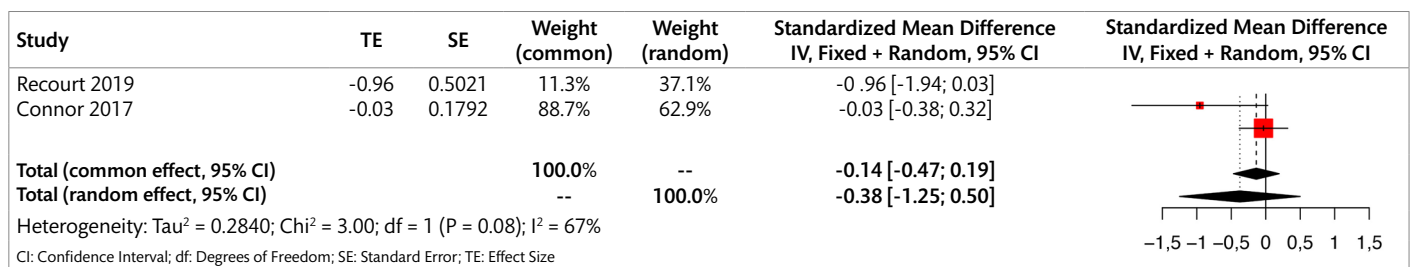 Study TE SE Weight (common) Weight (random) Standardized Mean Difference IV, Fixed + Random, 95% CI Standardized Mean Difference IV, Fixed + Random, 95% CI
Recourt 2019 -0.96 0.5021 11.3% 37.1% -0 .96 [-1.94; 0.03]
Connor 2017 -0.03 0.1792 88.7% 62.9% -0.03 [-0.38; 0.32]
Total (common effect, 95% CI) 100.0% -- -0.14 [-0.47; 0.19]
Total (random effect, 95% CI) -- 100.0% -0.38 [-1.25; 0.50]
Heterogeneity: Tau² = 0.2840; Chi² = 3.00; df = 1 (P = 0.08); I² = 67%
−1,5 −1 −0,5 0 0,5 1 1,5
CI: Confidence Interval; df: Degrees of Freedom; SE: Standard Error; TE: Effect Size